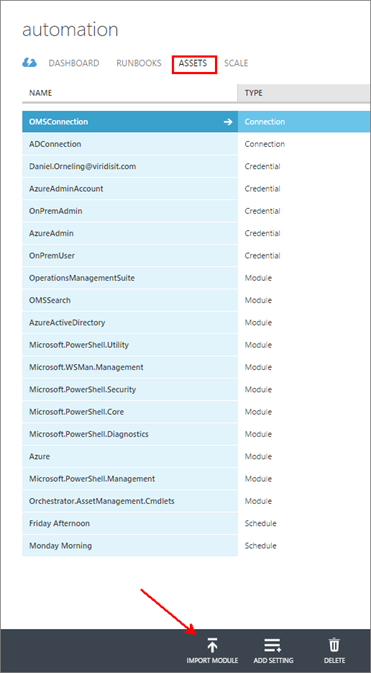 automation
DASHBOARD RUNBOOKS ASSETS SCALE
NAME TYPE
OMSConnection Connection
ADConnection Connection
Daniel.Orneling@viridisit.com Credential
AzureAdminAccount Credential
OnPremAdmin Credential
AzureAdmin Credential
OnPremUser Credential
OperationsManagementSuite Module
OMSSearch Module
AzureActiveDirectory Module
Microsoft.PowerShell.Utility Module
Microsoft.WSMan.Management Module
Microsoft.PowerShell.Security Module
Microsoft.PowerShell.Core Module
Microsoft.PowerShell.Diagnostics Module
Azure Module
Microsoft.PowerShell.Management Module
Orchestrator.AssetManagement.Cmdlets Module
Friday Afternoon Schedule
Monday Morning Schedule
IMPORT MODULE ADD SETTING DELETE